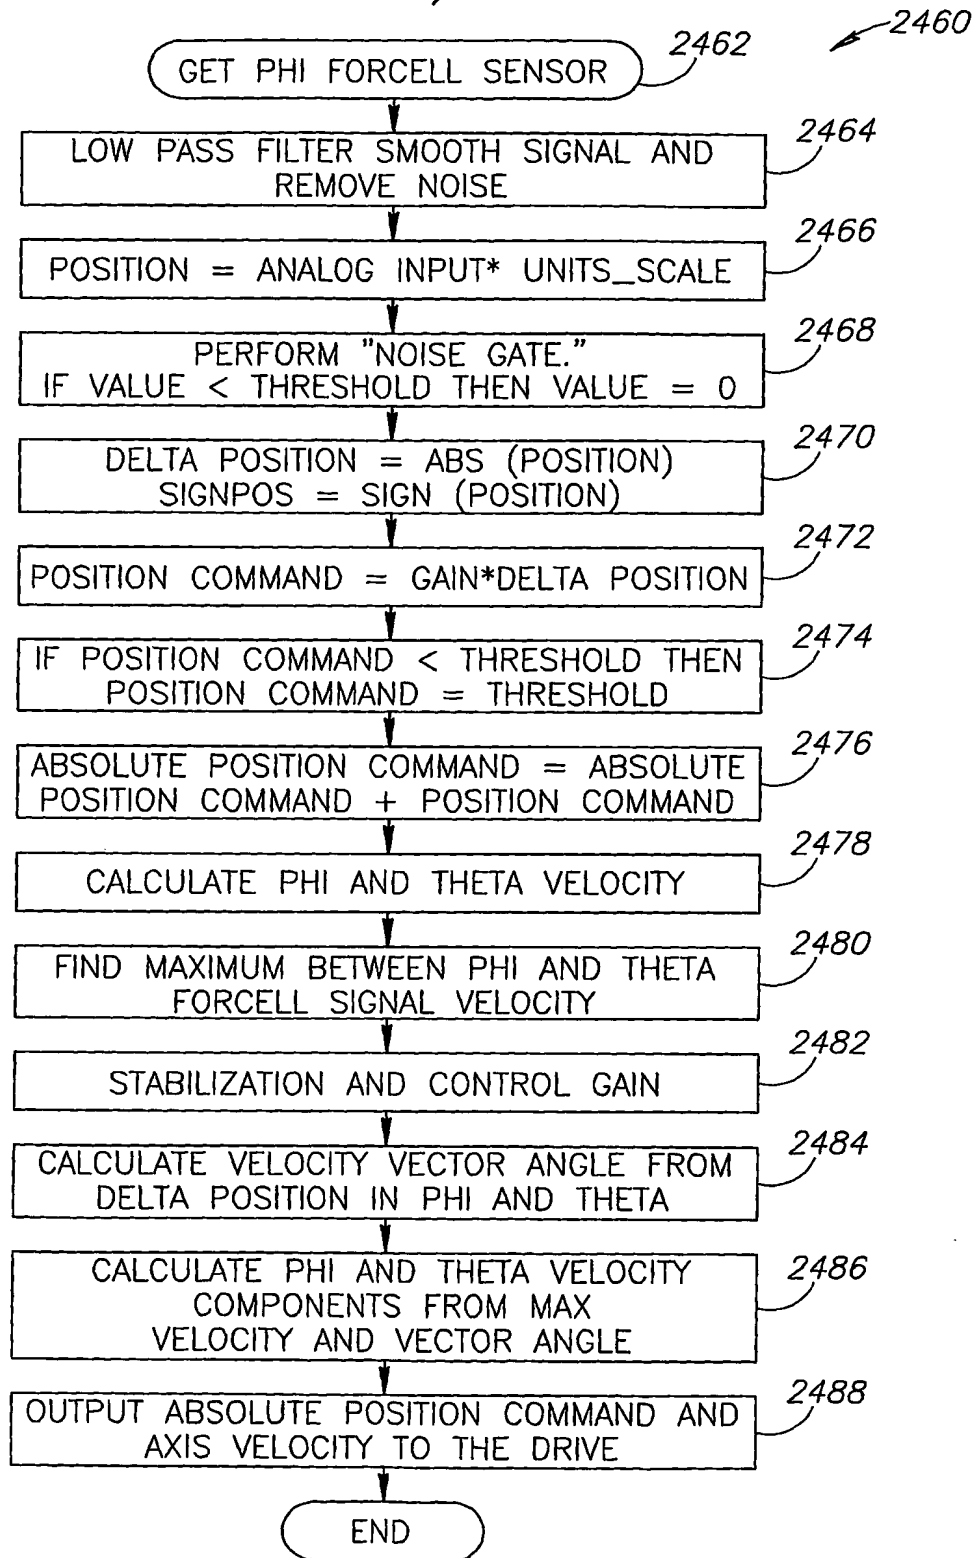 2460
GET PHI FORCELL SENSOR
2462
LOW PASS FILTER SMOOTH SIGNAL AND
REMOVE NOISE
2464
POSITION = ANALOG INPUT* UNITS_SCALE
2466
PERFORM "NOISE GATE."
IF VALUE < THRESHOLD THEN VALUE = 0
2468
DELTA POSITION = ABS (POSITION)
SIGNPOS = SIGN (POSITION)
2470
POSITION COMMAND = GAIN*DELTA POSITION
2472
IF POSITION COMMAND < THRESHOLD THEN
POSITION COMMAND = THRESHOLD
2474
ABSOLUTE POSITION COMMAND = ABSOLUTE
POSITION COMMAND + POSITION COMMAND
2476
CALCULATE PHI AND THETA VELOCITY
2478
FIND MAXIMUM BETWEEN PHI AND THETA
FORCELL SIGNAL VELOCITY
2480
STABILIZATION AND CONTROL GAIN
2482
CALCULATE VELOCITY VECTOR ANGLE FROM
DELTA POSITION IN PHI AND THETA
2484
CALCULATE PHI AND THETA VELOCITY
COMPONENTS FROM MAX
VELOCITY AND VECTOR ANGLE
2486
OUTPUT ABSOLUTE POSITION COMMAND AND
AXIS VELOCITY TO THE DRIVE
2488
END